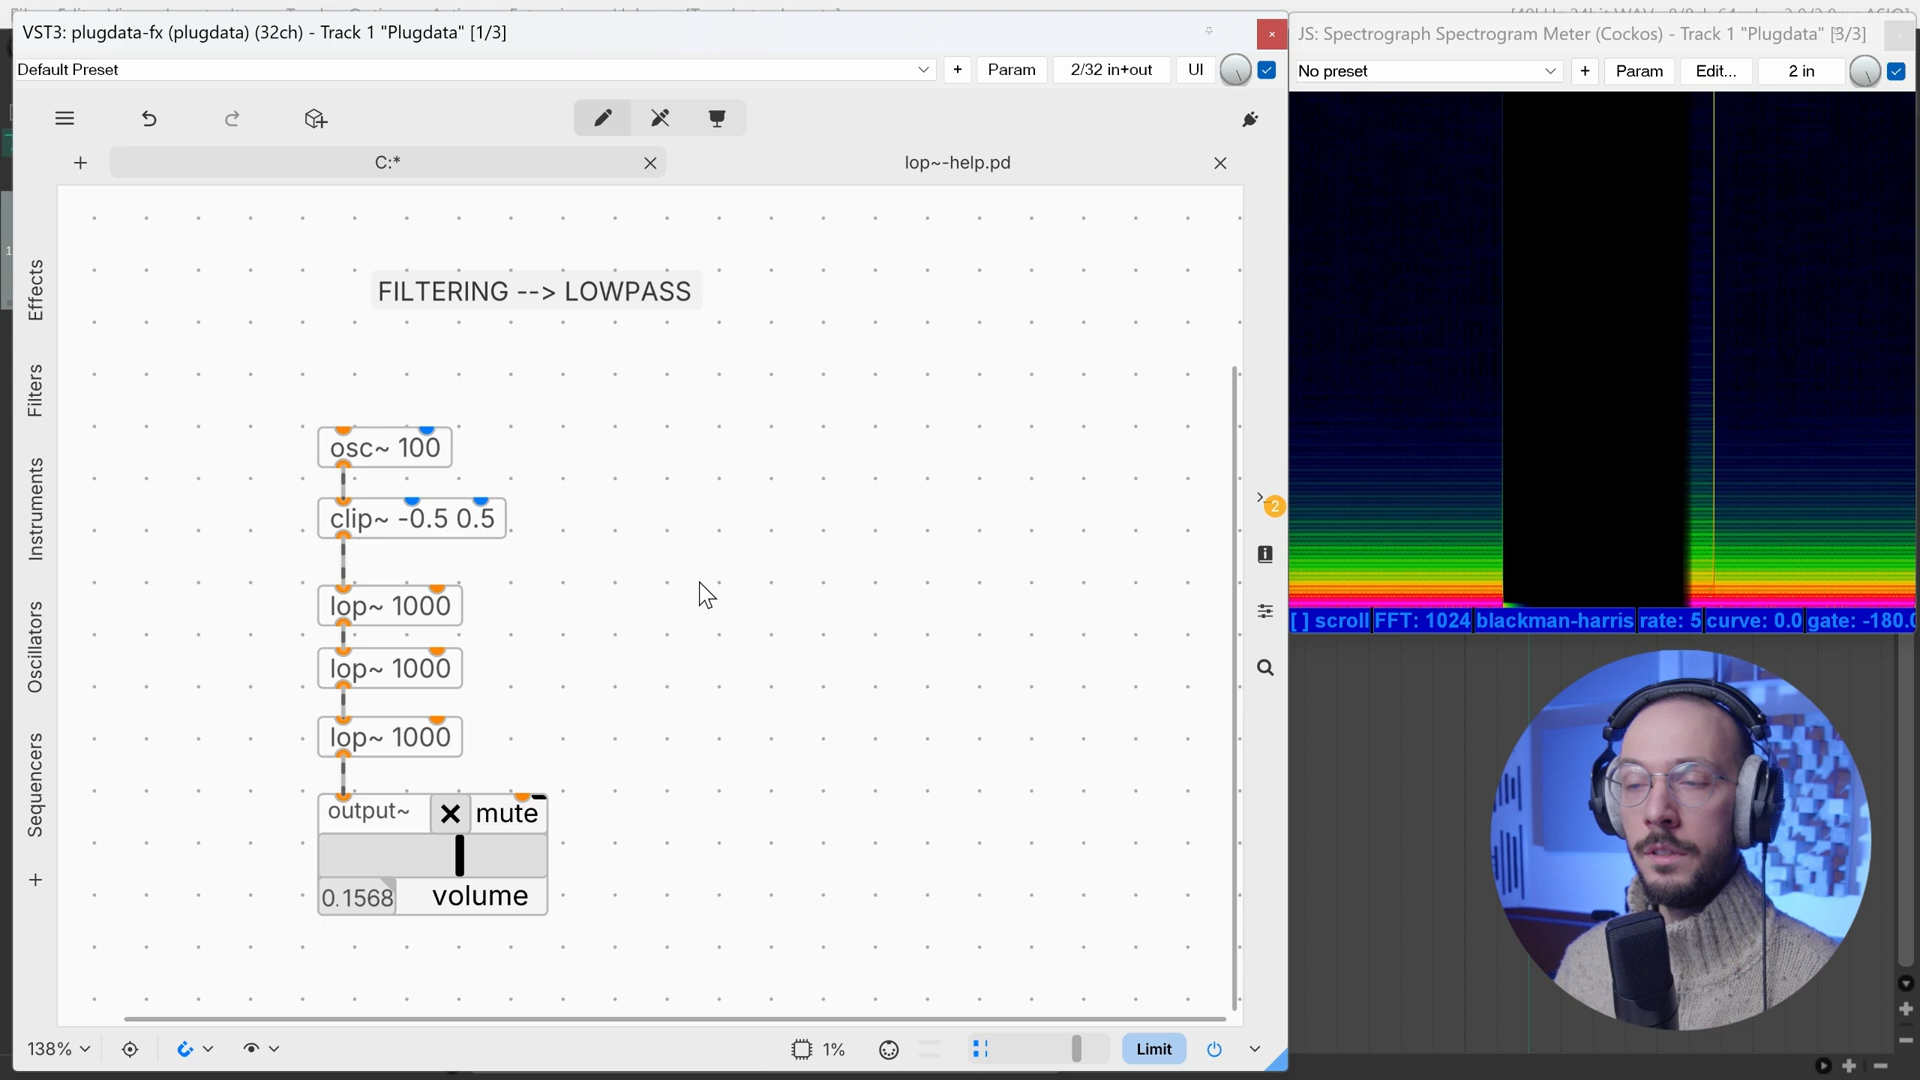 VST3: plugdata-fx (plugdata) (32ch) - Track 1 "Plugdata" [1/3]
Default Preset
+
Param
2/32 in+out
UI
JS: Spectrograph Spectrogram Meter (Cockos) - Track 1 "Plugdata" [3/3]
No preset
+
Param
Edit...
2 in
C:*
lop~-help.pd
Effects
Filters
Instruments
Oscillators
Sequencers
FILTERING --> LOWPASS
osc~ 100
clip~ -0.5 0.5
lop~ 1000
lop~ 1000
lop~ 1000
output~
mute
0.1568
volume
2
[ ] scroll
FFT: 1024
blackman-harris
rate: 5
curve: 0.0
gate: -180.0
138%
1%
Limit